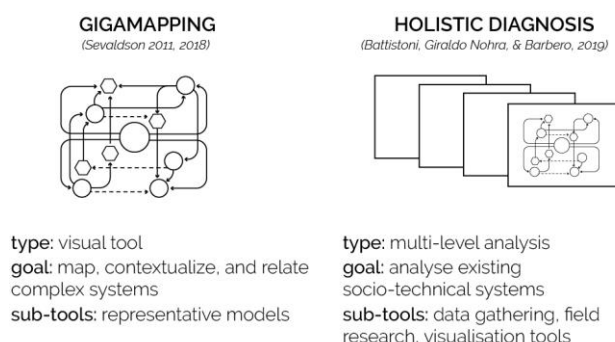 GIGAMAPPING
(Sevaldson 2011, 2018)
type: visual tool
goal: map, contextualize, and relate
complex systems
sub-tools: representative models
HOLISTIC DIAGNOSIS
(Battistoni, Giraldo Nohra, & Barbero, 2019)
type: multi-level analysis
goal: analyse existing
socio-technical systems
sub-tools: data gathering, field
research, visualisation tools